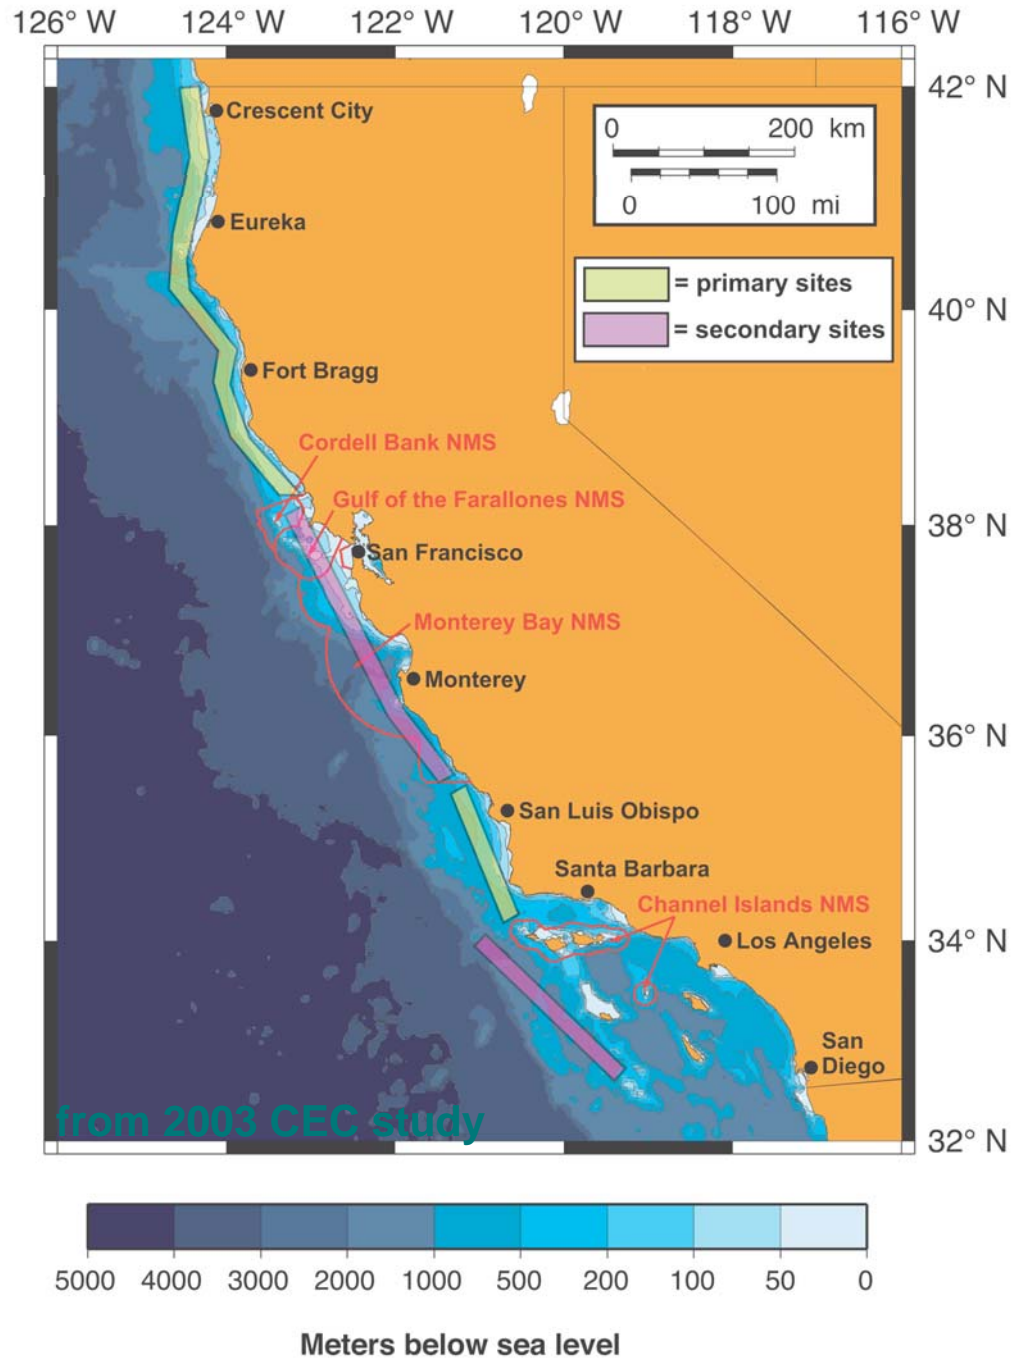 126° W 124° W 122° W 120° W 118° W 116° W
42° N
Crescent City
0 200 km
0 100 mi
Eureka
= primary sites
40° N
= secondary sites
Fort Bragg
Cordell Bank NMS
Gulf of the Farallones NMS
38° N
San Francisco
Monterey Bay NMS
Monterey
36° N
San Luis Obispo
Santa Barbara
Channel Islands NMS
34° N
Los Angeles
San
Diego
from 2003 CEC study
32° N
5000 4000 3000 2000 1000 500 200 100 50 0
Meters below sea level